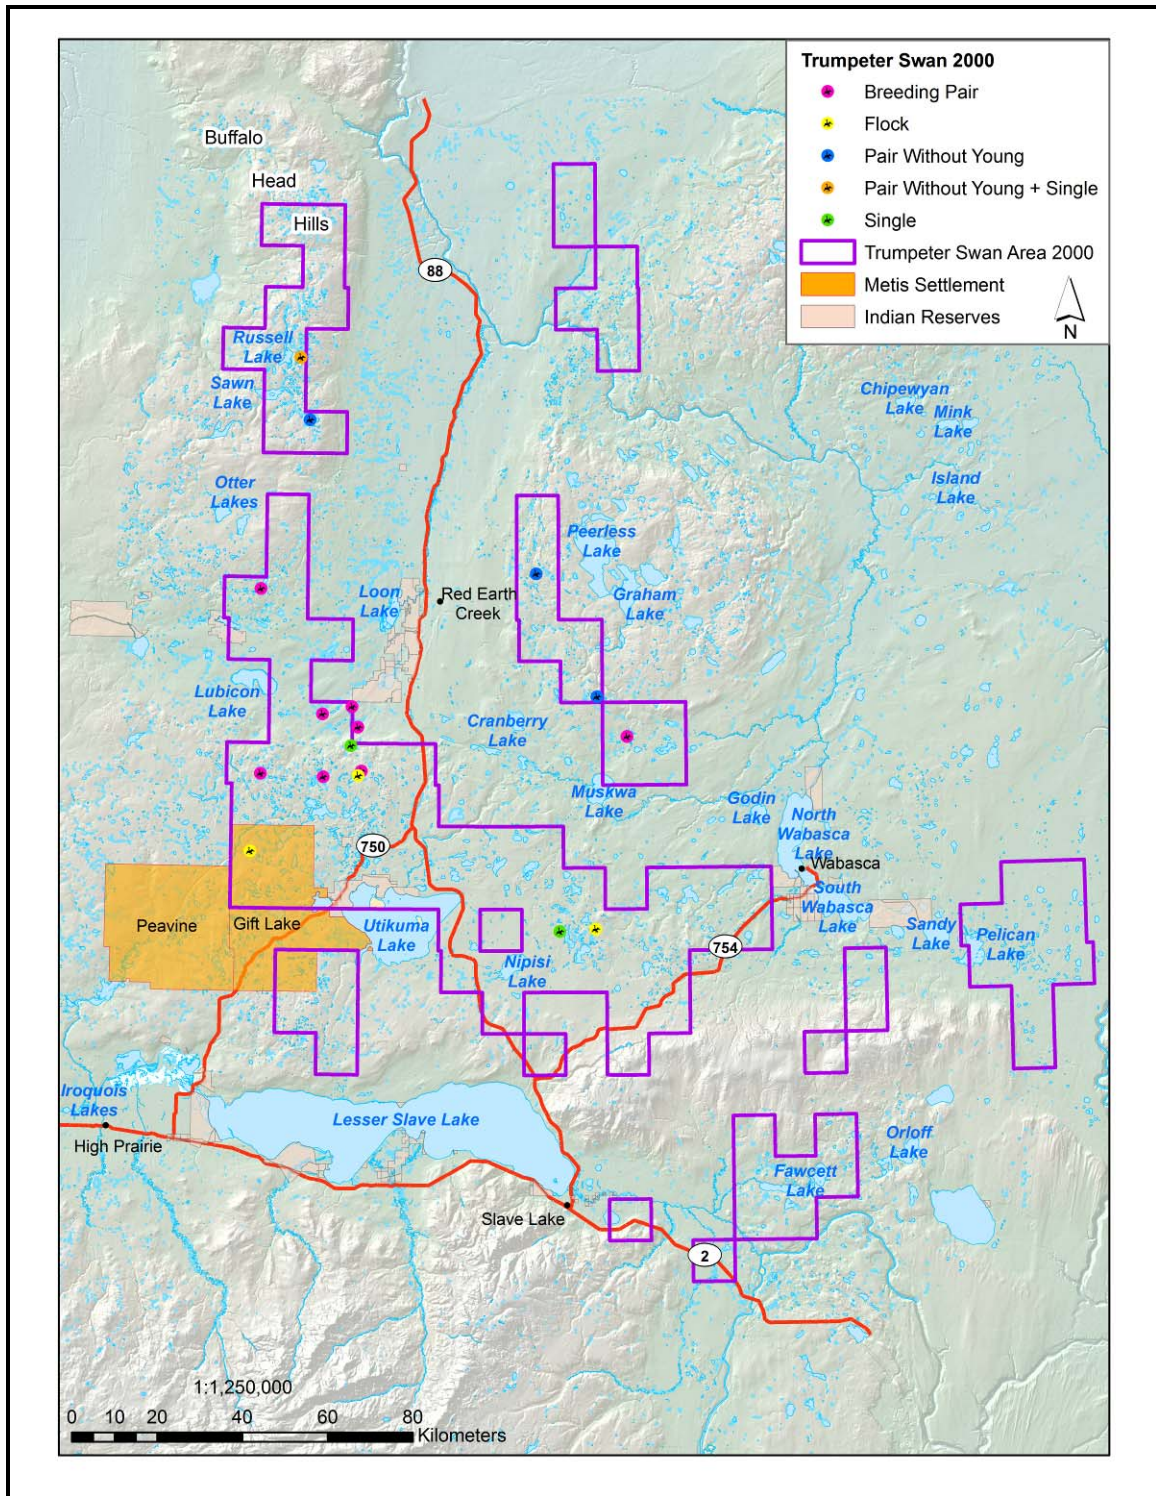 Trumpeter Swan 2000
Breeding Pair
Flock
Pair Without Young
Pair Without Young + Single
Single
Trumpeter Swan Area 2000
Metis Settlement
Indian Reserves
N
Buffalo
Head
Hills
88
Russell
Lake
Sawn
Lake
Chipewyan
Lake
Mink
Lake
Island
Lake
Otter
Lakes
Peerless
Lake
Graham
Lake
Loon
Lake
Red Earth
Creek
Lubicon
Lake
Cranberry
Lake
Muskwa
Lake
Godin
Lake
North
Wabasca
Lake
750
Wabasca
South
Wabasca
Lake
Peavine
Gift Lake
Utikuma
Lake
Sandy
Lake
Pelican
Lake
754
Nipisi
Lake
Iroquois
Lakes
High Prairie
Lesser Slave Lake
Orloff
Lake
Fawcett
Lake
Slave Lake
2
1:1,250,000
0 10 20 40 60 80
Kilometers